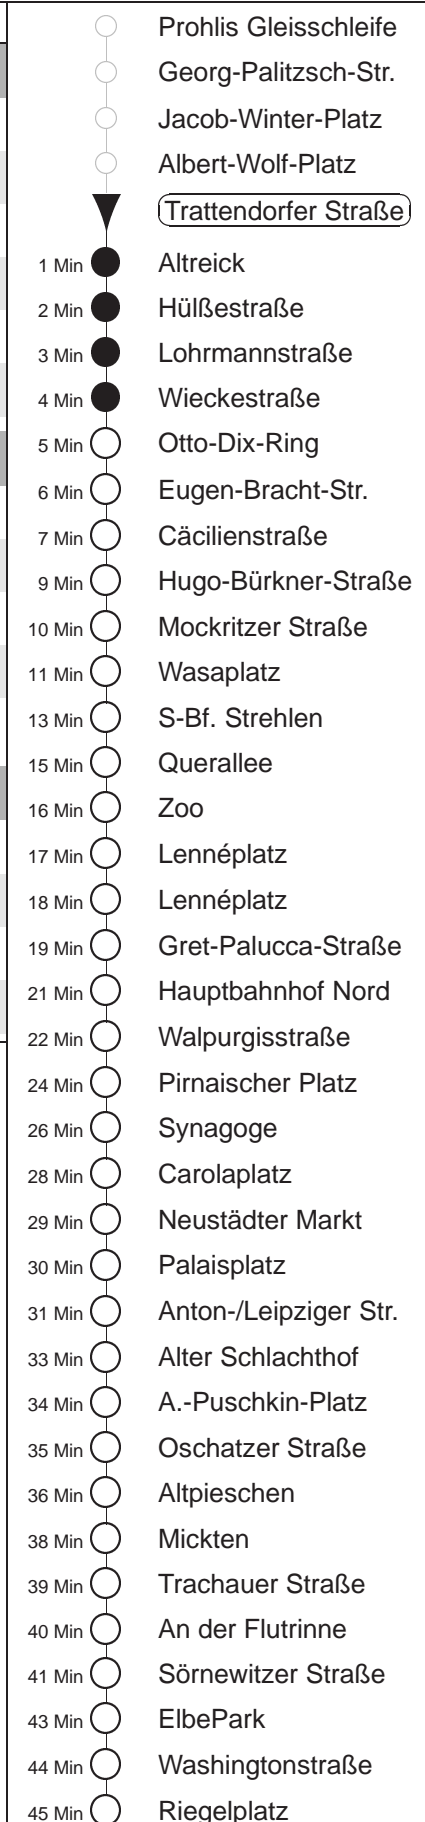 Prohlis Gleisschleife
Georg-Palitzsch-Str.
Jacob-Winter-Platz
Albert-Wolf-Platz
Trattendorfer Straße
1 Min Altreick
2 Min Hülßestraße
3 Min Lohrmannstraße
4 Min Wieckestraße
5 Min Otto-Dix-Ring
6 Min Eugen-Bracht-Str.
7 Min Cäcilienstraße
9 Min Hugo-Bürkner-Straße
10 Min Mockritzer Straße
11 Min Wasaplatz
13 Min S-Bf. Strehlen
15 Min Querallee
16 Min Zoo
17 Min Lennéplatz
18 Min Lennéplatz
19 Min Gret-Palucca-Straße
21 Min Hauptbahnhof Nord
22 Min Walpurgisstraße
24 Min Pirnaischer Platz
26 Min Synagoge
28 Min Carolaplatz
29 Min Neustädter Markt
30 Min Palaisplatz
31 Min Anton-/Leipziger Str.
33 Min Alter Schlachthof
34 Min A.-Puschkin-Platz
35 Min Oschatzer Straße
36 Min Altpieschen
38 Min Mickten
39 Min Trachauer Straße
40 Min An der Flutrinne
41 Min Sörnewitzer Straße
43 Min ElbePark
44 Min Washingtonstraße
45 Min Riegelplatz